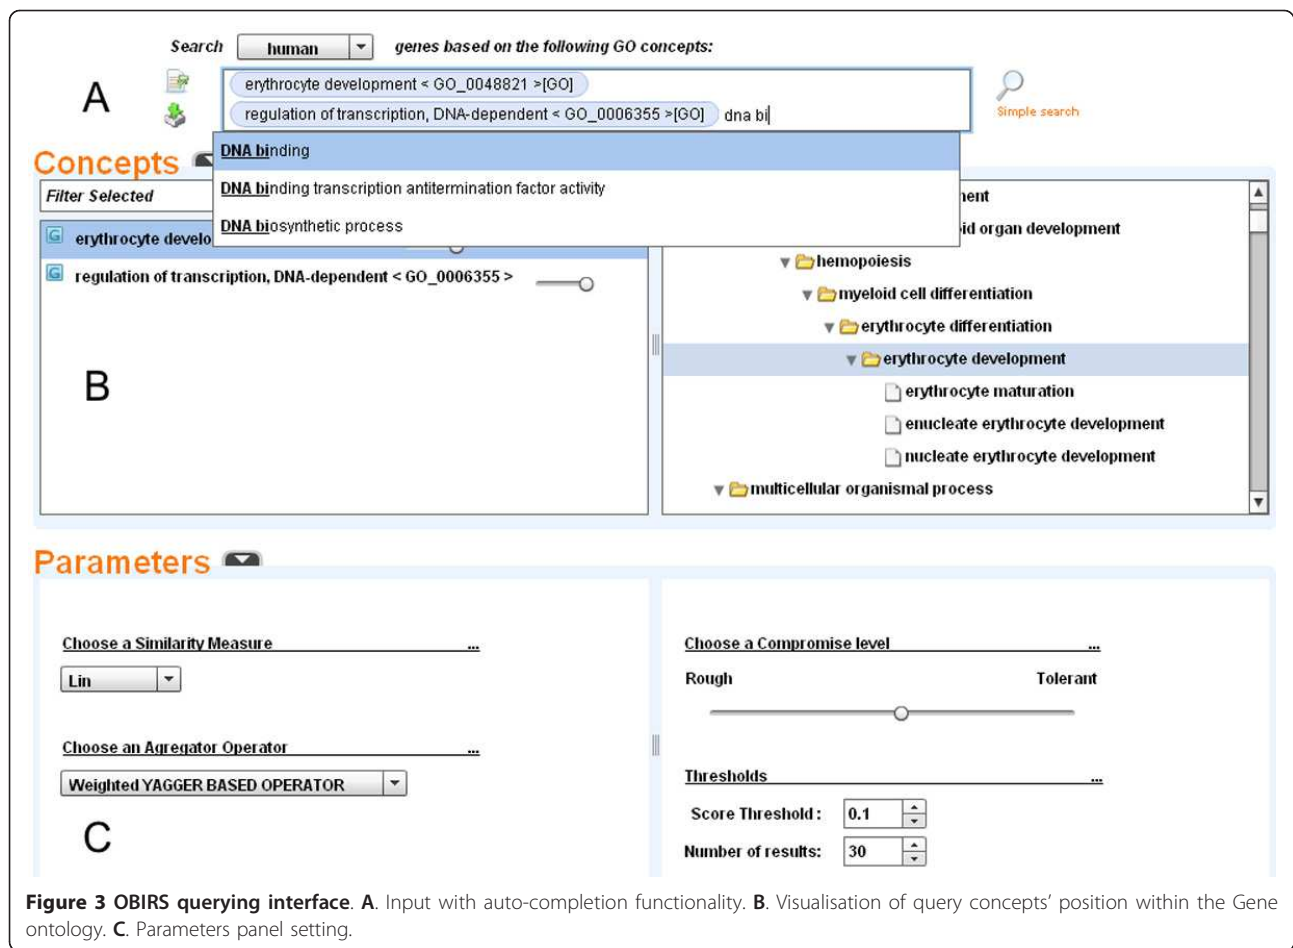 Search human genes based on the following GO concepts:
A
erythrocyte development < GO_0048821 >[GO]
regulation of transcription, DNA-dependent < GO_0006355 >[GO] dna bi
Simple search
DNA binding
DNA binding transcription antitermination factor activity
DNA biosynthetic process
Concepts
Filter Selected
erythrocyte develo
regulation of transcription, DNA-dependent < GO_0006355 >
B
organ development
hemopoiesis
myeloid cell differentiation
erythrocyte differentiation
erythrocyte development
erythrocyte maturation
enucleate erythrocyte development
nucleate erythrocyte development
multicellular organismal process
Parameters
Choose a Similarity Measure ...
Lin
Choose an Agregator Operator ...
Weighted YAGGER BASED OPERATOR
C
Choose a Compromise level ...
Rough Tolerant
Thresholds ...
Score Threshold : 0.1
Number of results: 30
Figure 3 OBIRS querying interface. A. Input with auto-completion functionality. B. Visualisation of query concepts' position within the Gene
ontology. C. Parameters panel setting.